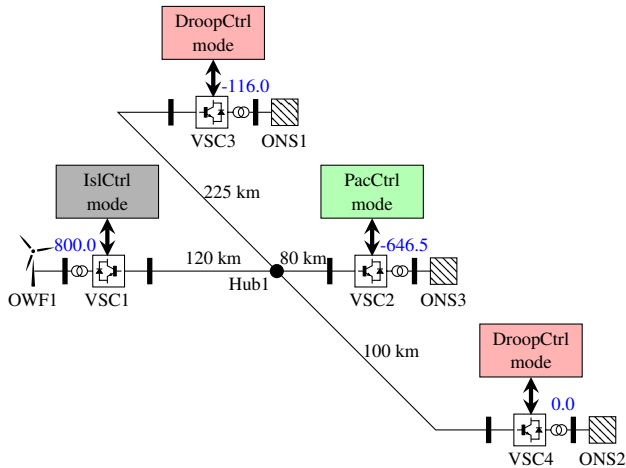 DroopCtrl
mode
-116.0
VSC3
ONS1
225 km
IslCtrl
mode
PacCtrl
mode
800.0
120 km
80 km
-646.5
OWF1
VSC1
Hub1
VSC2
ONS3
100 km
DroopCtrl
mode
0.0
VSC4
ONS2